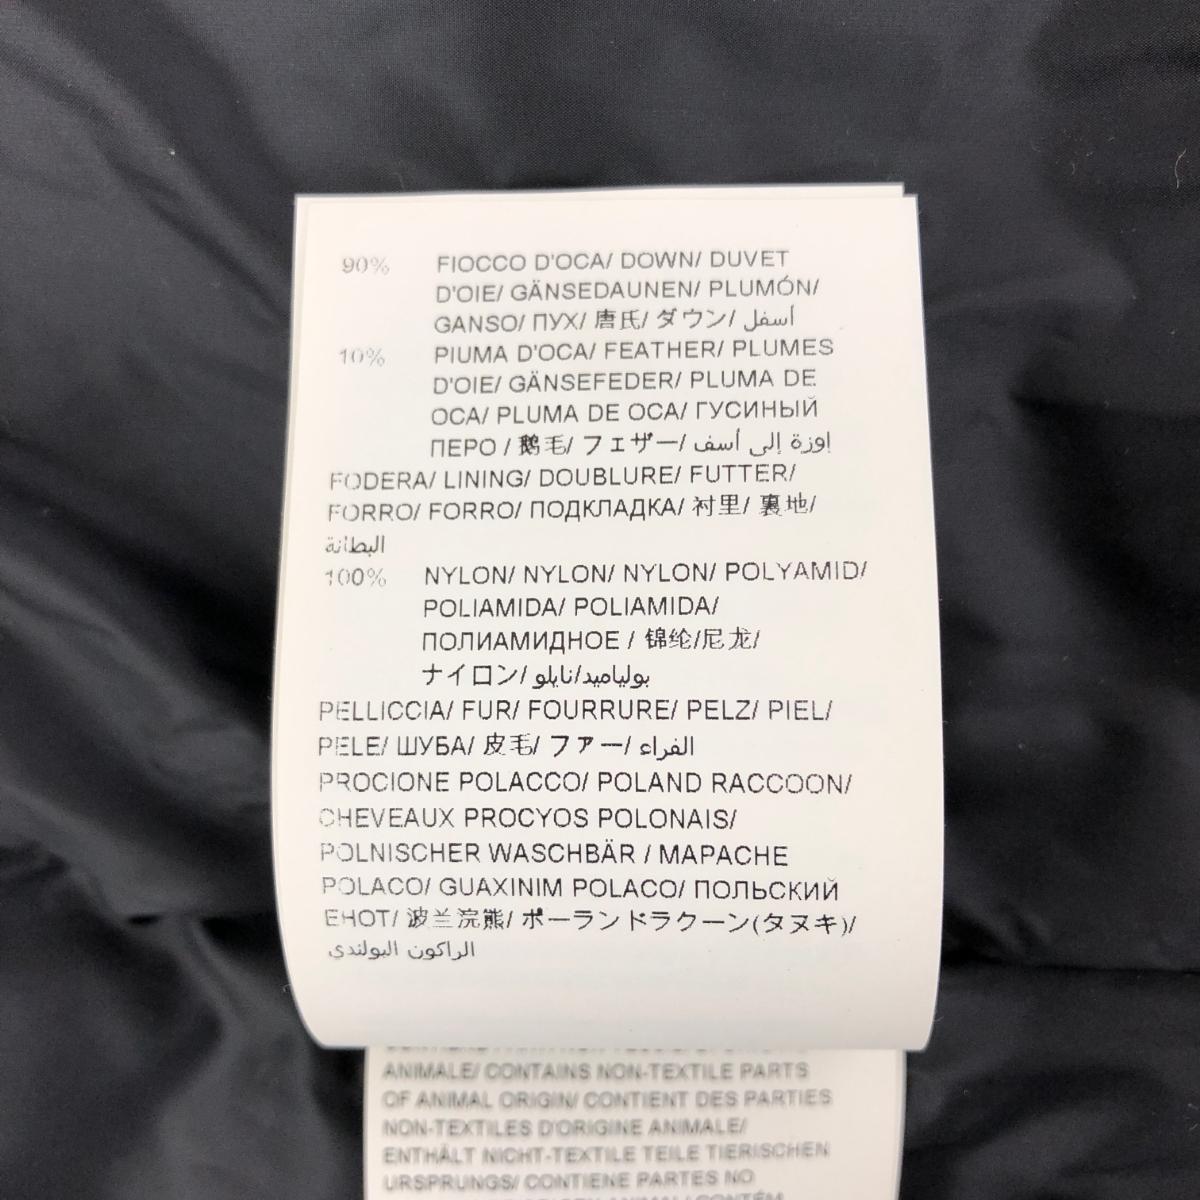 90% FIOCCO D'OCA/ DOWN/ DUVET
D'OIE/ GÄNSEDAUNEN/ PLUMÓN/
GANSO/ ПУХ/ 唐氏/ ダウン/ أسفل
10% PIUMA D'OCA/ FEATHER/ PLUMES
D'OIE/ GÄNSEFEDER/ PLUMA DE
OCA/ PLUMA DE OCA/ ГУСИНЫЙ
ПЕРО / 鹅毛/ フェザー/ اوزة إلى أسف
FODERA/ LINING/ DOUBLURE/ FUTTER/
FORRO/ FORRO/ ПОДКЛАДКА/ 衬里/ 裏地/
البطانة
100% NYLON/ NYLON/ NYLON/ POLYAMID/
POLIAMIDA/ POLIAMIDA/
ПОЛИАМИДНОЕ / 锦纶/尼龙/
ナイロン/ بولياميد/نايلو
PELLICCIA/ FUR/ FOURRURE/ PELZ/ PIEL/
PELE/ ШУБА/ 皮毛/ ファー/ الفراء
PROCIONE POLACCO/ POLAND RACCOON/
CHEVEAUX PROCYOS POLONAIS/
POLNISCHER WASCHBÄR / MAPACHE
POLACO/ GUAXINIM POLACO/ ПОЛЬСКИЙ
ЕНОТ/ 波兰浣熊/ ポーランドラクーン(タヌキ)/
الراكون البولندي
ANIMALE/ CONTAINS NON-TEXTILE PARTS
OF ANIMAL ORIGIN/ CONTIENT DES PARTIES
NON-TEXTILES D'ORIGINE ANIMALE/
ENTHÄLT NICHT-TEXTILE TEILE TIERISCHEN
URSPRUNGS/ CONTIENE PARTES NO